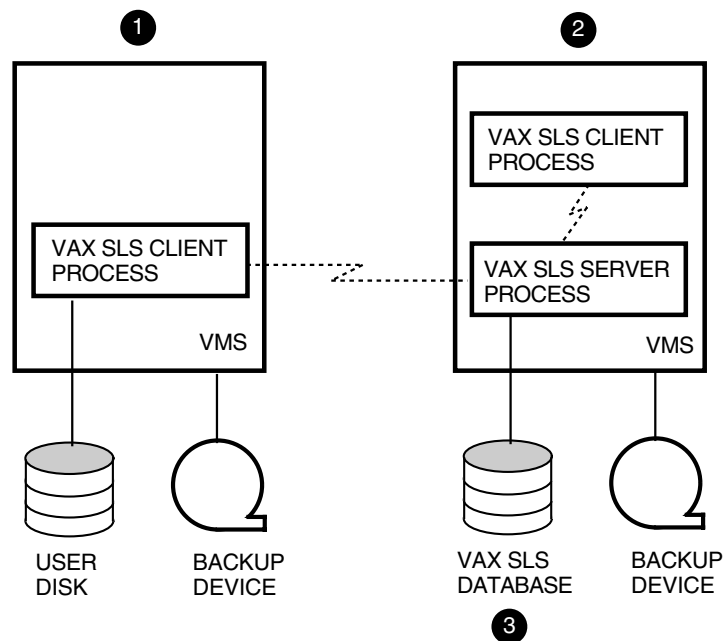 1
2
VAX SLS CLIENT
PROCESS
VAX SLS CLIENT
PROCESS
VAX SLS SERVER
PROCESS
VMS
VMS
USER
DISK
BACKUP
DEVICE
VAX SLS
DATABASE
BACKUP
DEVICE
3